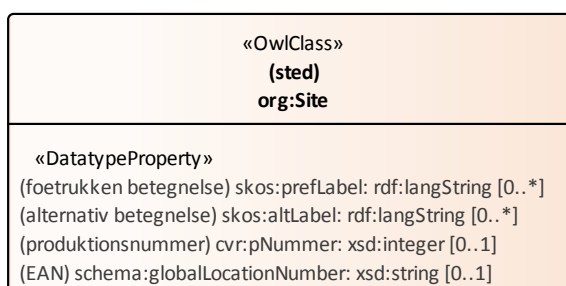 «OwlClass»
(sted)
org:Site
«DatatypeProperty»
(foetrukken betegnelse) skos:prefLabel: rdf:langString [0..*]
(alternativ betegnelse) skos:altLabel: rdf:langString [0..*]
(produktionsnummer) cvr:pNummer: xsd:integer [0..1]
(EAN) schema:globalLocationNumber: xsd:string [0..1]